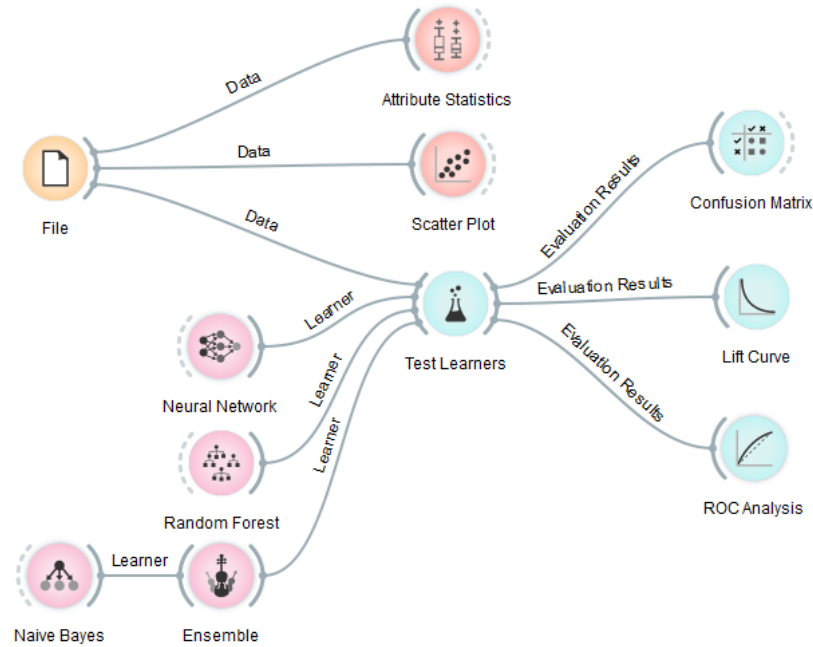 Data
Attribute Statistics
Data
Scatter Plot
File
Data
Evaluation Results
Confusion Matrix
Evaluation Results
Lift Curve
Evaluation Results
ROC Analysis
Test Learners
Learner
Neural Network
Learner
Random Forest
Learner
Learner
Naive Bayes
Ensemble